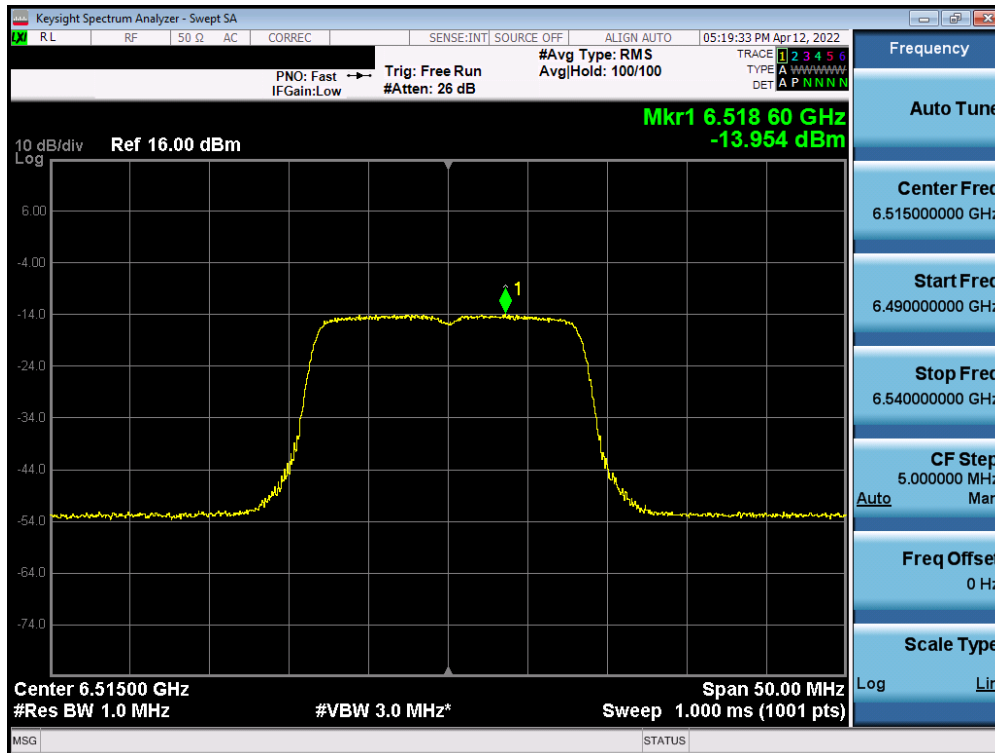 Keysight Spectrum Analyzer - Swept SA
LXI RL RF 50 Ω AC CORREC SENSE:INT SOURCE OFF ALIGN AUTO 05:19:33 PM Apr 12, 2022
PNO: Fast
IFGain:Low
Trig: Free Run
#Atten: 26 dB
#Avg Type: RMS
Avg|Hold: 100/100
TRACE 1 2 3 4 5 6
TYPE A WWWWW
DET A P N N N N
Mkr1 6.518 60 GHz
-13.954 dBm
10 dB/div Ref 16.00 dBm
Log
1
6.00
-4.00
-14.0
-24.0
-34.0
-44.0
-54.0
-64.0
-74.0
Center 6.51500 GHz Span 50.00 MHz
#Res BW 1.0 MHz #VBW 3.0 MHz* Sweep 1.000 ms (1001 pts)
MSG STATUS
Frequency
Auto Tune
Center Freq
6.515000000 GHz
Start Freq
6.490000000 GHz
Stop Freq
6.540000000 GHz
CF Step
5.000000 MHz
Auto Man
Freq Offset
0 Hz
Scale Type
Log Lin